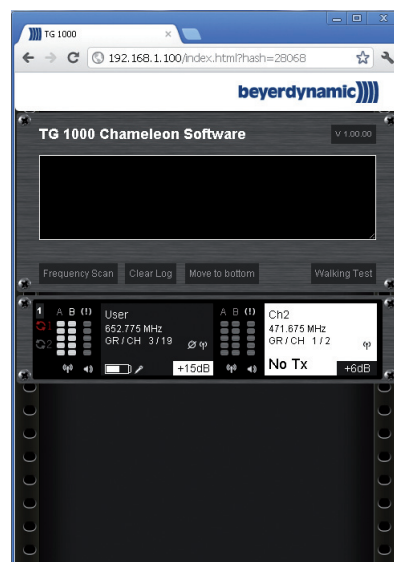 TG 1000
192.168.1.100/index.html?hash=28068
beyerdynamic
TG 1000 Chameleon Software
V 1.00.00
Frequency Scan Clear Log Move to bottom Walking Test
1 A B (!) User A B (!) Ch2
1 652.775 MHz 471.675 MHz
2 GR / CH 3 / 19 GR / CH 1 / 2
No Tx
+15dB +6dB